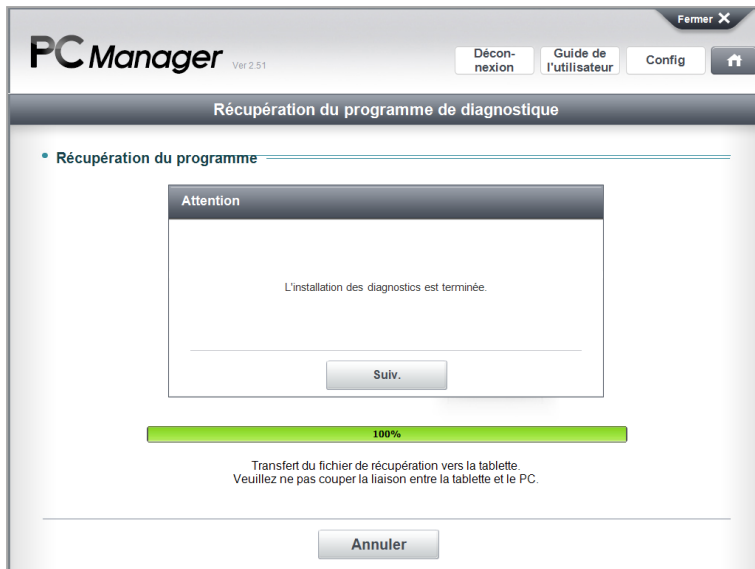 Fermer X
PC Manager Ver 2.51
Décon-
nexion
Guide de
l'utilisateur
Config
Récupération du programme de diagnostique
Récupération du programme
Attention
L'installation des diagnostics est terminée.
Suiv.
100%
Transfert du fichier de récupération vers la tablette.
Veuillez ne pas couper la liaison entre la tablette et le PC.
Annuler